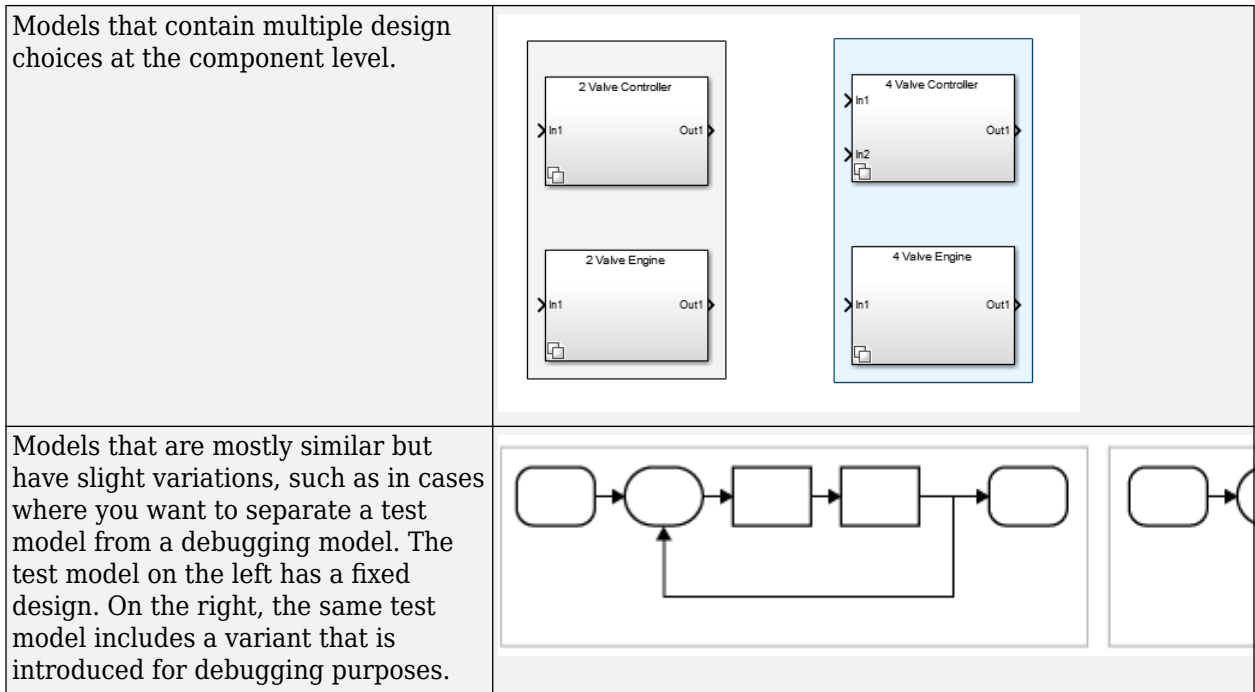 Models that contain multiple design
choices at the component level.
2 Valve Controller
In1
Out1
4 Valve Controller
In1
Out1
In2
2 Valve Engine
In1
Out1
4 Valve Engine
In1
Out1
Models that are mostly similar but
have slight variations, such as in cases
where you want to separate a test
model from a debugging model. The
test model on the left has a fixed
design. On the right, the same test
model includes a variant that is
introduced for debugging purposes.